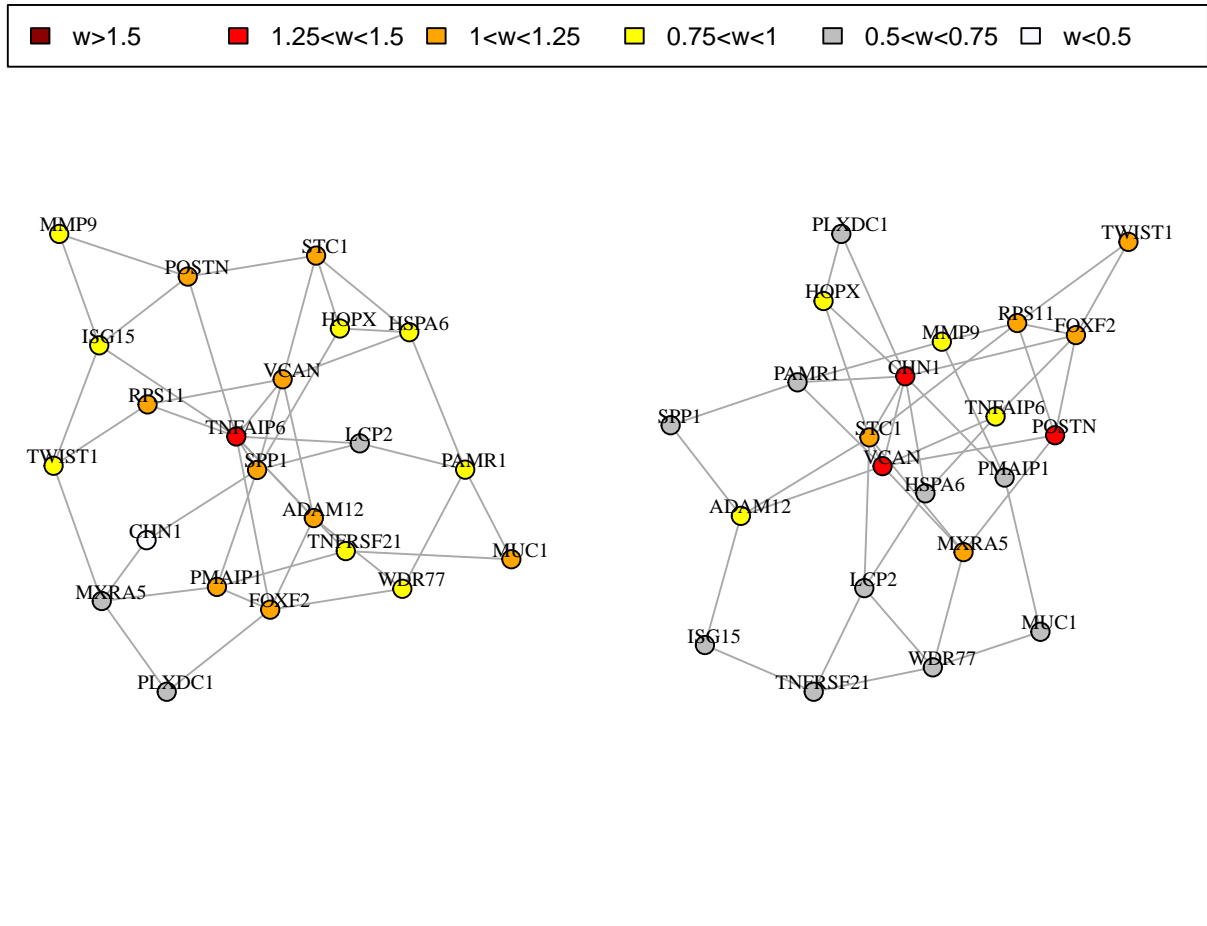 w>1.5 1.25<w<1.5 1<w<1.25 0.75<w<1 0.5<w<0.75 w<0.5
MMP9
STC1
POSTN
HOPX
HSPA6
ISG15
VCAN
RPS11
TNFAIP6
LCP2
TWIST1
SPP1
PAMR1
ADAM12
CHN1
TNFRSF21
MUC1
PMAIP1
WDR77
MXRA5
FOXF2
PLXDC1
PLXDC1
TWIST1
HOPX
RPS11
FOXF2
MMP9
CHN1
PAMR1
TNFAIP6
SPP1
STC1
POSTN
VCAN
PMAIP1
HSPA6
ADAM12
MXRA5
LCP2
MUC1
ISG15
WDR77
TNFRSF21